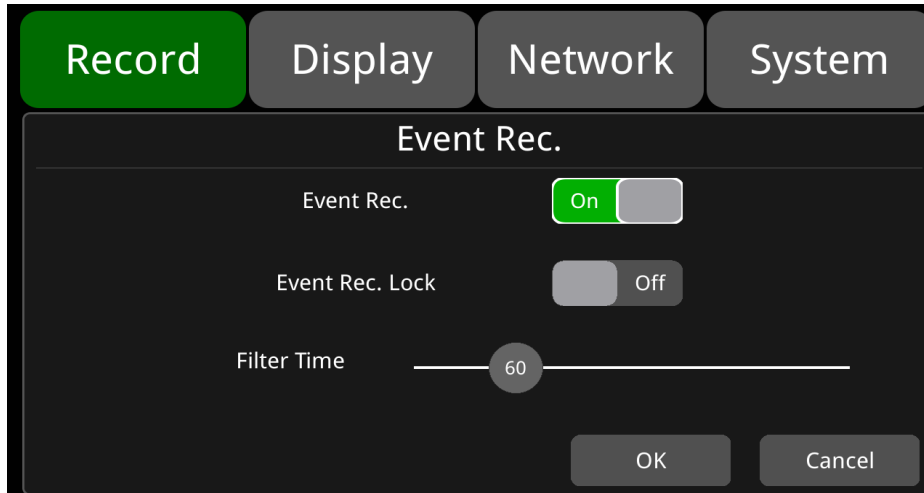 Record Display Network System
Event Rec.
Event Rec. On
Event Rec. Lock Off
Filter Time 60
OK Cancel